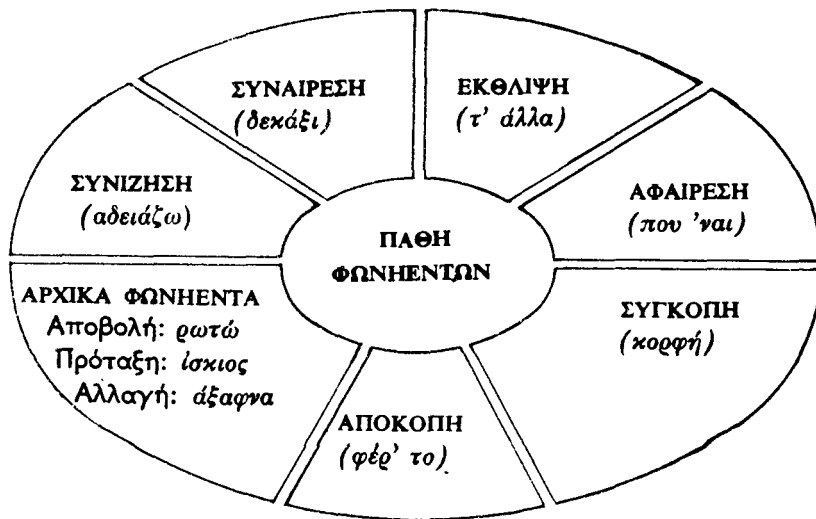 ΣΥΝΑΙΡΕΣΗ
(δεκάξι)
ΕΚΘΛΙΨΗ
(τ' άλλα)
ΣΥΝΙΖΗΣΗ
(αδειάζω)
ΑΦΑΙΡΕΣΗ
(που 'ναι)
ΠΑΘΗ
ΦΩΝΗΕΝΤΩΝ
ΑΡΧΙΚΑ ΦΩΝΗΕΝΤΑ
Αποβολή: ρωτώ
Πρόταξη: ίσκιος
Αλλαγή: άξαφνα
ΣΥΓΚΟΠΗ
(κορφή)
ΑΠΟΚΟΠΗ
(φέρ' το)